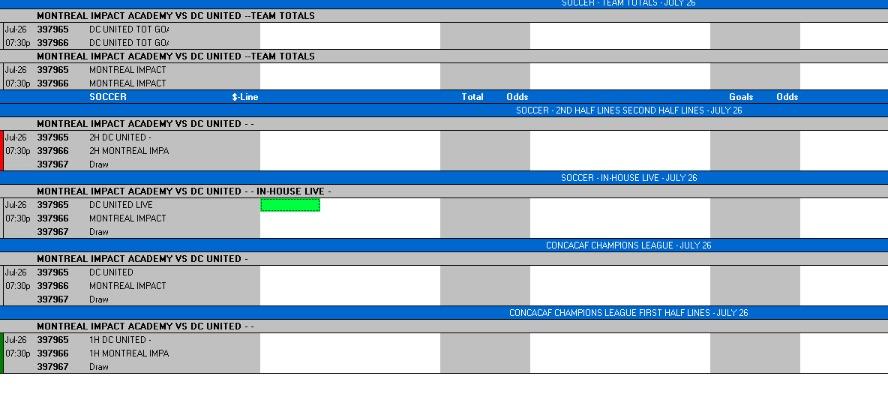 SOCCER - TEAM TOTALS - JULY 26
MONTREAL IMPACT ACADEMY VS DC UNITED --TEAM TOTALS
Jul-26 397965 DC UNITED TOT GOA
07:30p 397966 DC UNITED TOT GOA
MONTREAL IMPACT ACADEMY VS DC UNITED --TEAM TOTALS
Jul-26 397965 MONTREAL IMPACT
07:30p 397966 MONTREAL IMPACT
SOCCER $-Line Total Odds Goals Odds
SOCCER - 2ND HALF LINES SECOND HALF LINES - JULY 26
MONTREAL IMPACT ACADEMY VS DC UNITED - -
Jul-26 397965 2H DC UNITED -
07:30p 397966 2H MONTREAL IMPA
397967 Draw
SOCCER - IN-HOUSE LIVE - JULY 26
MONTREAL IMPACT ACADEMY VS DC UNITED - - IN-HOUSE LIVE -
Jul-26 397965 DC UNITED LIVE
07:30p 397966 MONTREAL IMPACT
397967 Draw
CONCACAF CHAMPIONS LEAGUE - JULY 26
MONTREAL IMPACT ACADEMY VS DC UNITED -
Jul-26 397965 DC UNITED
07:30p 397966 MONTREAL IMPACT
397967 Draw
CONCACAF CHAMPIONS LEAGUE FIRST HALF LINES - JULY 26
MONTREAL IMPACT ACADEMY VS DC UNITED - -
Jul-26 397965 1H DC UNITED -
07:30p 397966 1H MONTREAL IMPA
397967 Draw